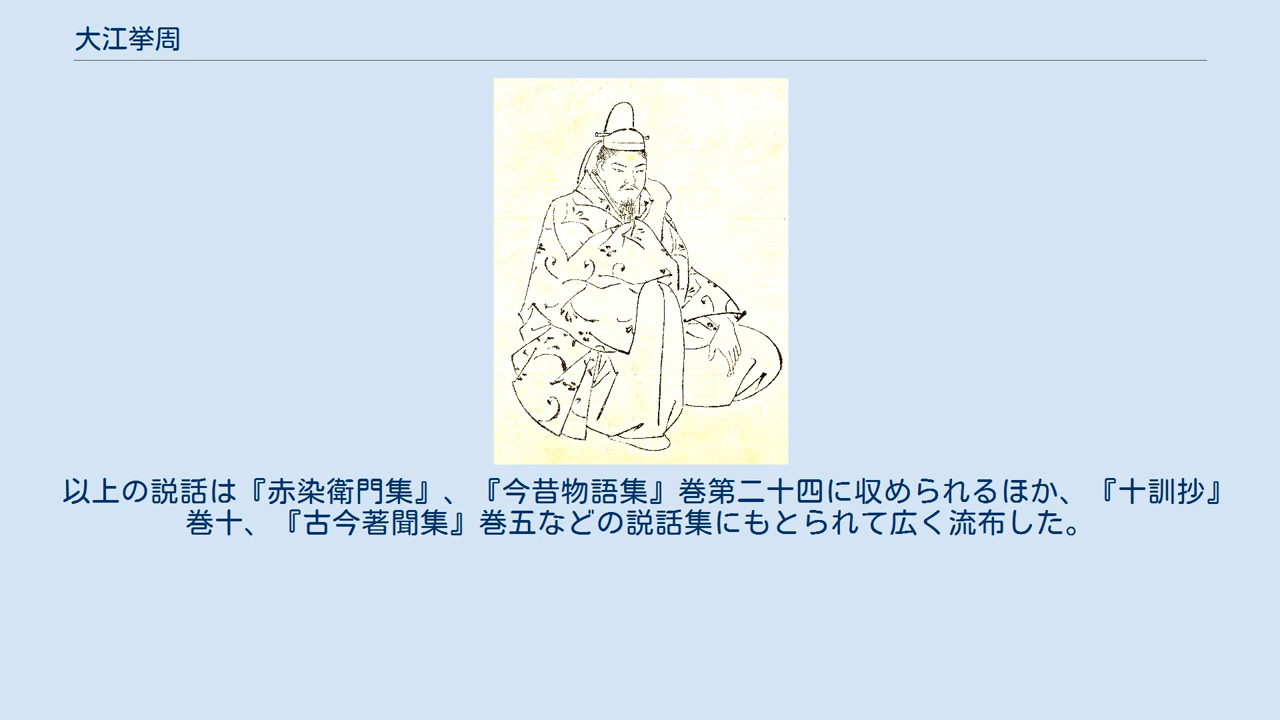 大江挙周
以上の説話は『赤染衛門集』、『今昔物語集』巻第二十四に収められるほか、『十訓抄』
巻十、『古今著聞集』巻五などの説話集にもとられて広く流布した。